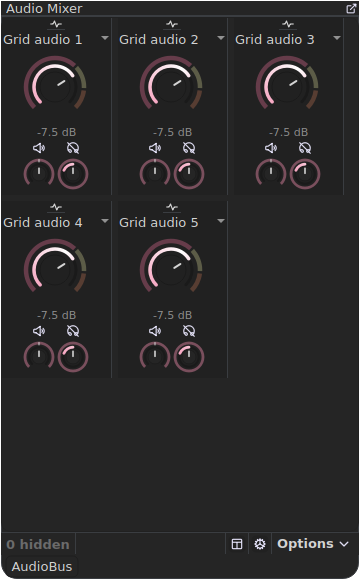 Audio Mixer
Grid audio 1
Grid audio 2
Grid audio 3
-7.5 dB
-7.5 dB
-7.5 dB
Grid audio 4
Grid audio 5
-7.5 dB
-7.5 dB
0 hidden
Options
AudioBus